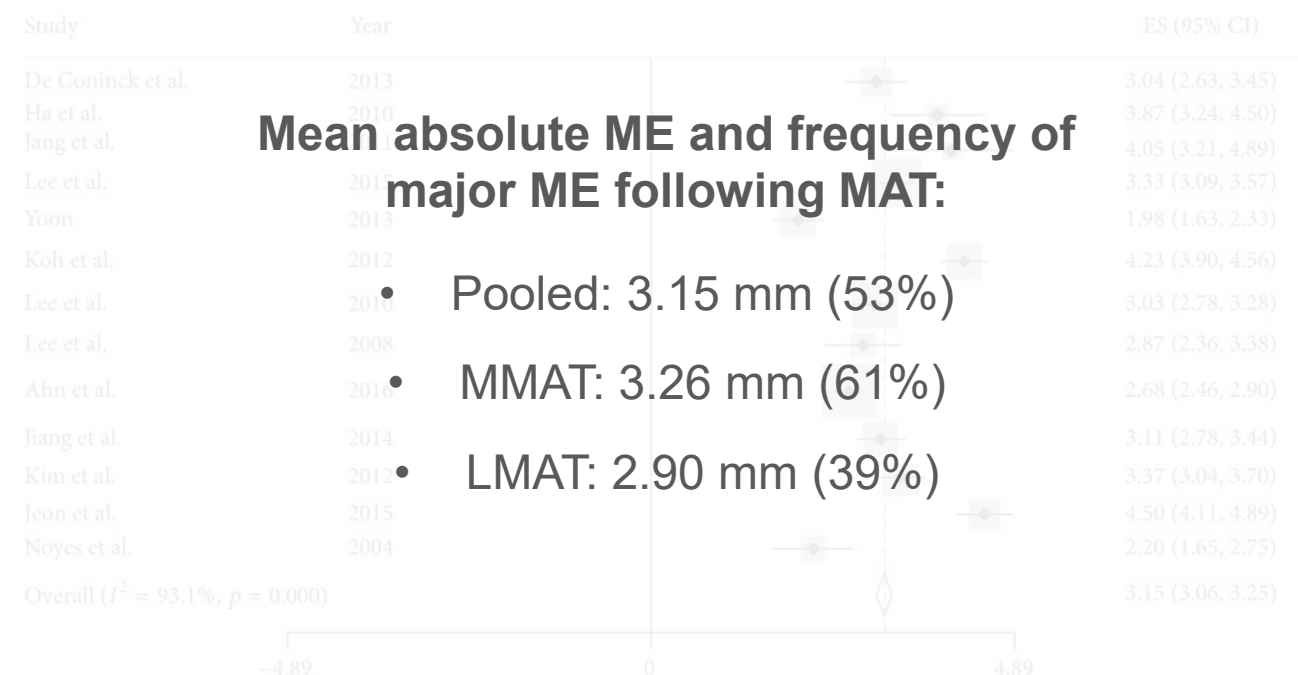 Study Year ES (95% CI)
De Coninck et al. 2013 3.04 (2.63, 3.45)
Ha et al. 2010 3.87 (3.24, 4.50)
Mean absolute ME and frequency of
Jang et al. 4.05 (3.21, 4.89)
Lee et al. 2015 3.33 (3.09, 3.57)
major ME following MAT:
Yoon 2013 1.98 (1.63, 2.33)
Koh et al. 2012 4.23 (3.90, 4.56)
• Pooled: 3.15 mm (53%)
Lee et al. 2010 3.03 (2.78, 3.28)
Lee et al. 2008 2.87 (2.36, 3.38)
• MMAT: 3.26 mm (61%)
Ahn et al. 2016 2.68 (2.46, 2.90)
Jiang et al. 2014 3.11 (2.78, 3.44)
• LMAT: 2.90 mm (39%)
Kim et al. 2012 3.37 (3.04, 3.70)
Jeon et al. 2015 4.50 (4.11, 4.89)
Noyes et al. 2004 2.20 (1.65, 2.75)
Overall (I² = 93.1%, p = 0.000) 3.15 (3.06, 3.25)
−4.89 0 4.89